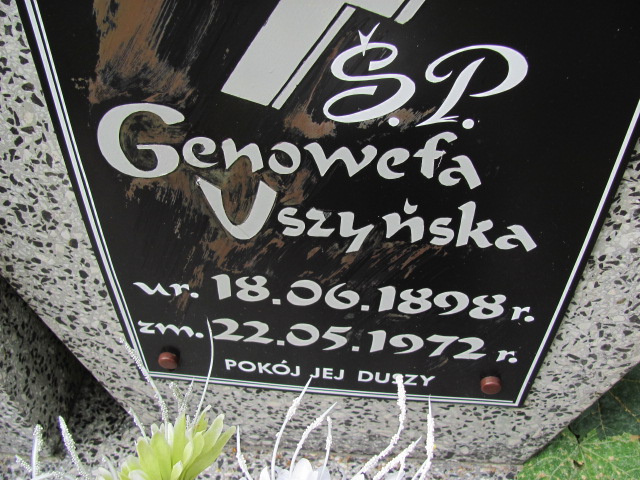 Ś.P.
Genowefa
Uszyńska
ur. 18.06.1898 r.
zm. 22.05.1972 r.
POKÓJ JEJ DUSZY